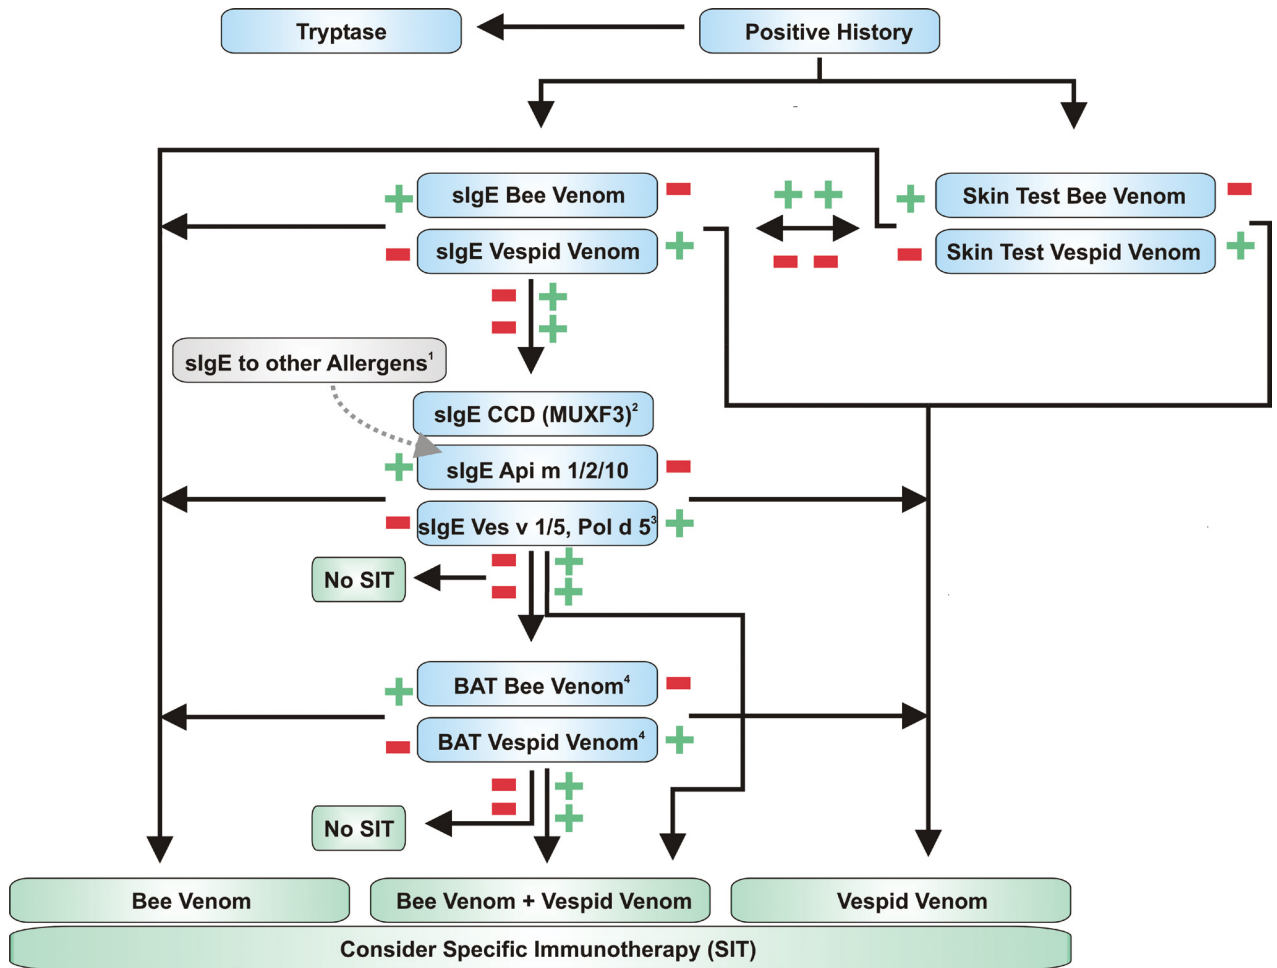 Tryptase
Positive History
sIgE Bee Venom
Skin Test Bee Venom
sIgE Vespid Venom
Skin Test Vespid Venom
sIgE to other Allergens¹
sIgE CCD (MUXF3)²
sIgE Api m 1/2/10
sIgE Ves v 1/5, Pol d 5³
No SIT
BAT Bee Venom⁴
BAT Vespid Venom⁴
No SIT
Bee Venom
Bee Venom + Vespid Venom
Vespid Venom
Consider Specific Immunotherapy (SIT)